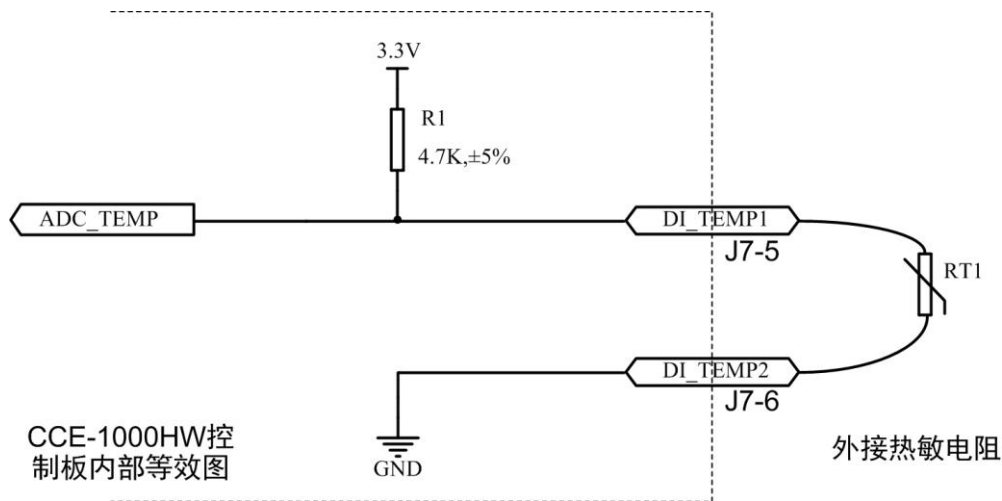 3.3V
R1
4.7K,±5%
ADC_TEMP
DI_TEMP1
J7-5
RT1
DI_TEMP2
J7-6
CCE-1000HW控
制板内部等效图
GND
外接热敏电阻